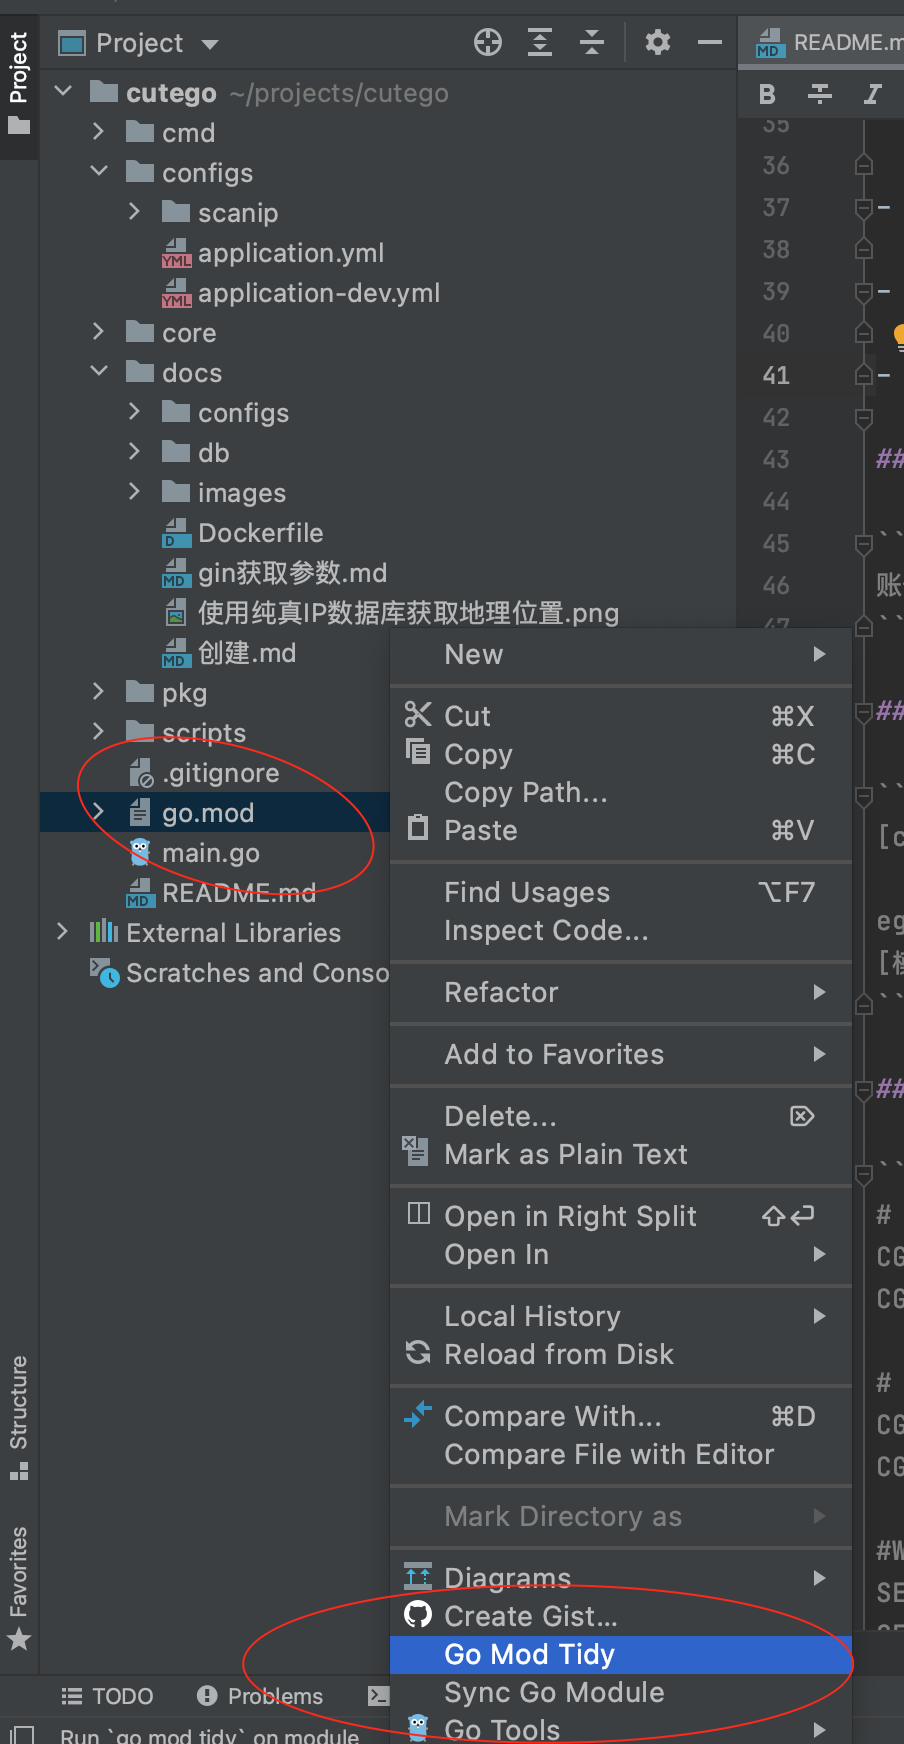 Project
Project
README.m
cutego ~/projects/cutego
cmd
configs
scanip
application.yml
application-dev.yml
core
docs
configs
db
images
Dockerfile
gin获取参数.md
使用纯真IP数据库获取地理位置.png
创建.md
pkg
scripts
.gitignore
go.mod
main.go
README.md
External Libraries
Scratches and Conso
B
I
35
36
37 -
38
39 -
40
41 -
42
43 ##
44
45 ``
46 账
47 ``
##
``
[c
eg
[模
``
##
``
#
CG
CG
#
CG
CG
#W
SE
New
Cut ⌘X
Copy ⌘C
Copy Path...
Paste ⌘V
Find Usages ⌥F7
Inspect Code...
Refactor
Add to Favorites
Delete...
Mark as Plain Text
Open in Right Split ⇧↩
Open In
Local History
Reload from Disk
Compare With... ⌘D
Compare File with Editor
Mark Directory as
Diagrams
Create Gist...
Go Mod Tidy
Sync Go Module
Go Tools
Structure
Favorites
TODO
Problems
Run `go mod tidy` on module